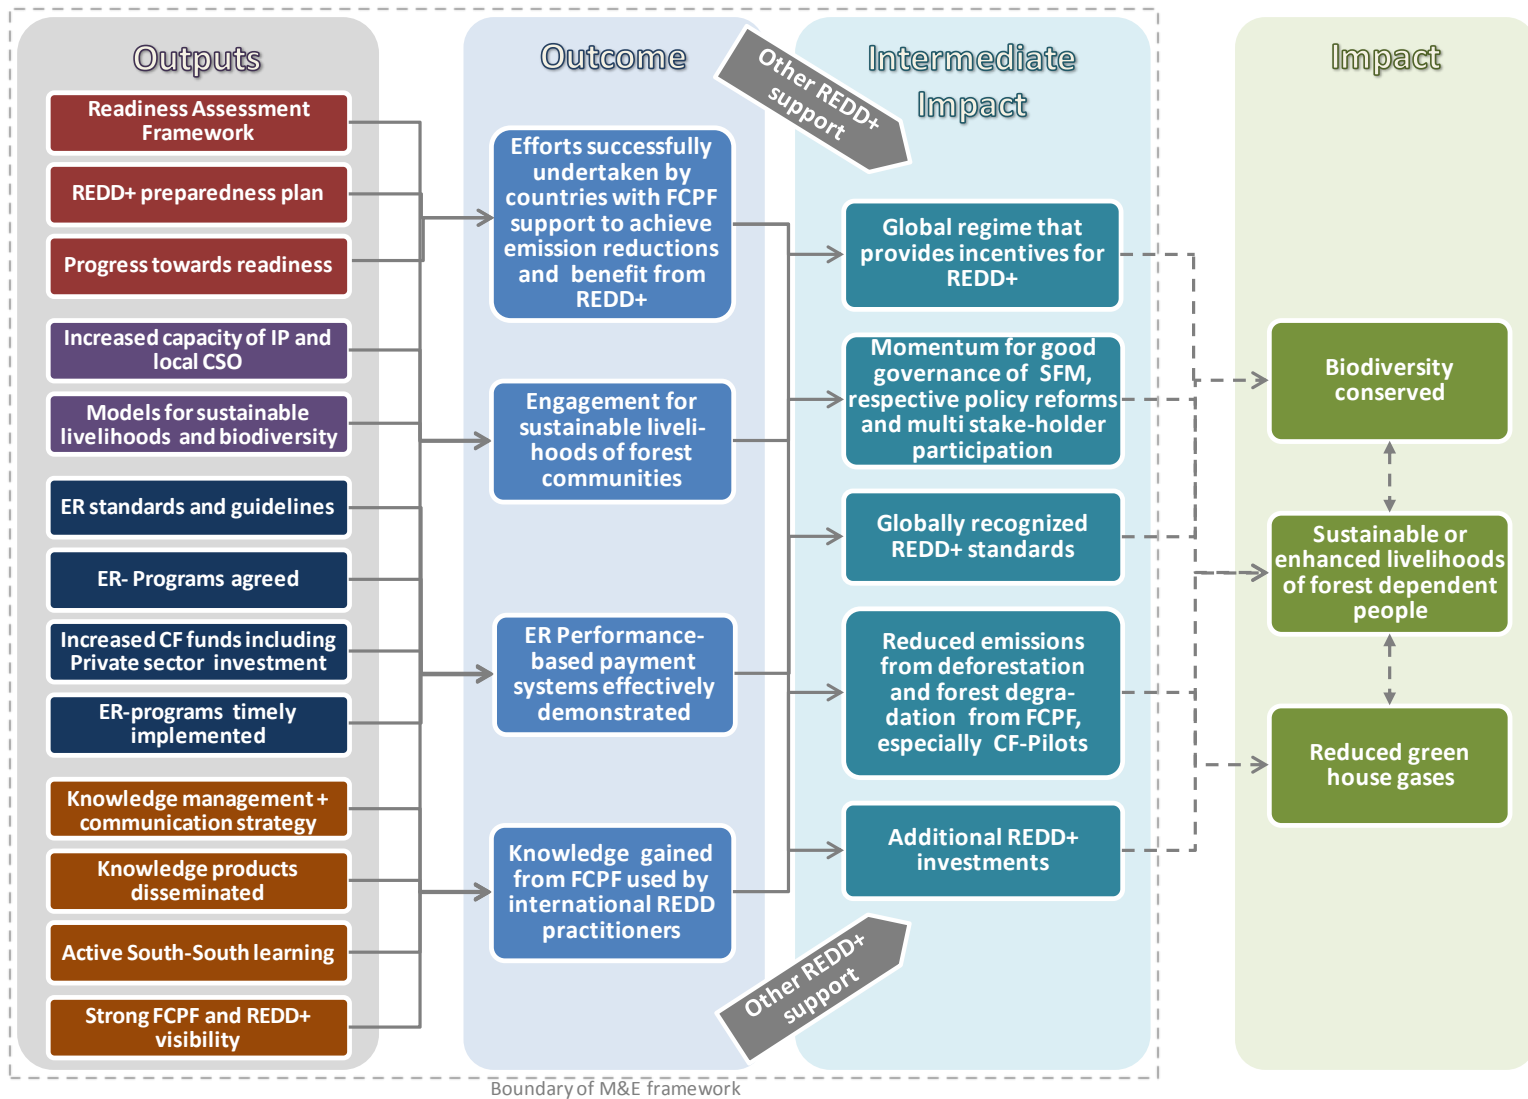 Outputs
Readiness Assessment
Framework
REDD+ preparedness plan
Progress towards readiness
Increased capacity of IP and
local CSO
Models for sustainable
livelihoods and biodiversity
ER standards and guidelines
ER- Programs agreed
Increased CF funds including
Private sector investment
ER-programs timely
implemented
Knowledge management +
communication strategy
Knowledge products
disseminated
Active South-South learning
Strong FCPF and REDD+
visibility
Outcome
Efforts successfully
undertaken by
countries with FCPF
support to achieve
emission reductions
and benefit from
REDD+
Engagement for
sustainable liveli-
hoods of forest
communities
ER Performance-
based payment
systems effectively
demonstrated
Knowledge gained
from FCPF used by
international REDD
practitioners
Other REDD+
support
Other REDD+
support
Intermediate
Impact
Global regime that
provides incentives for
REDD+
Momentum for good
governance of SFM,
respective policy reforms
and multi stake-holder
participation
Globally recognized
REDD+ standards
Reduced emissions
from deforestation
and forest degra-
dation from FCPF,
especially CF-Pilots
Additional REDD+
investments
Impact
Biodiversity
conserved
Sustainable or
enhanced livelihoods
of forest dependent
people
Reduced green
house gases
Boundary of M&E framework